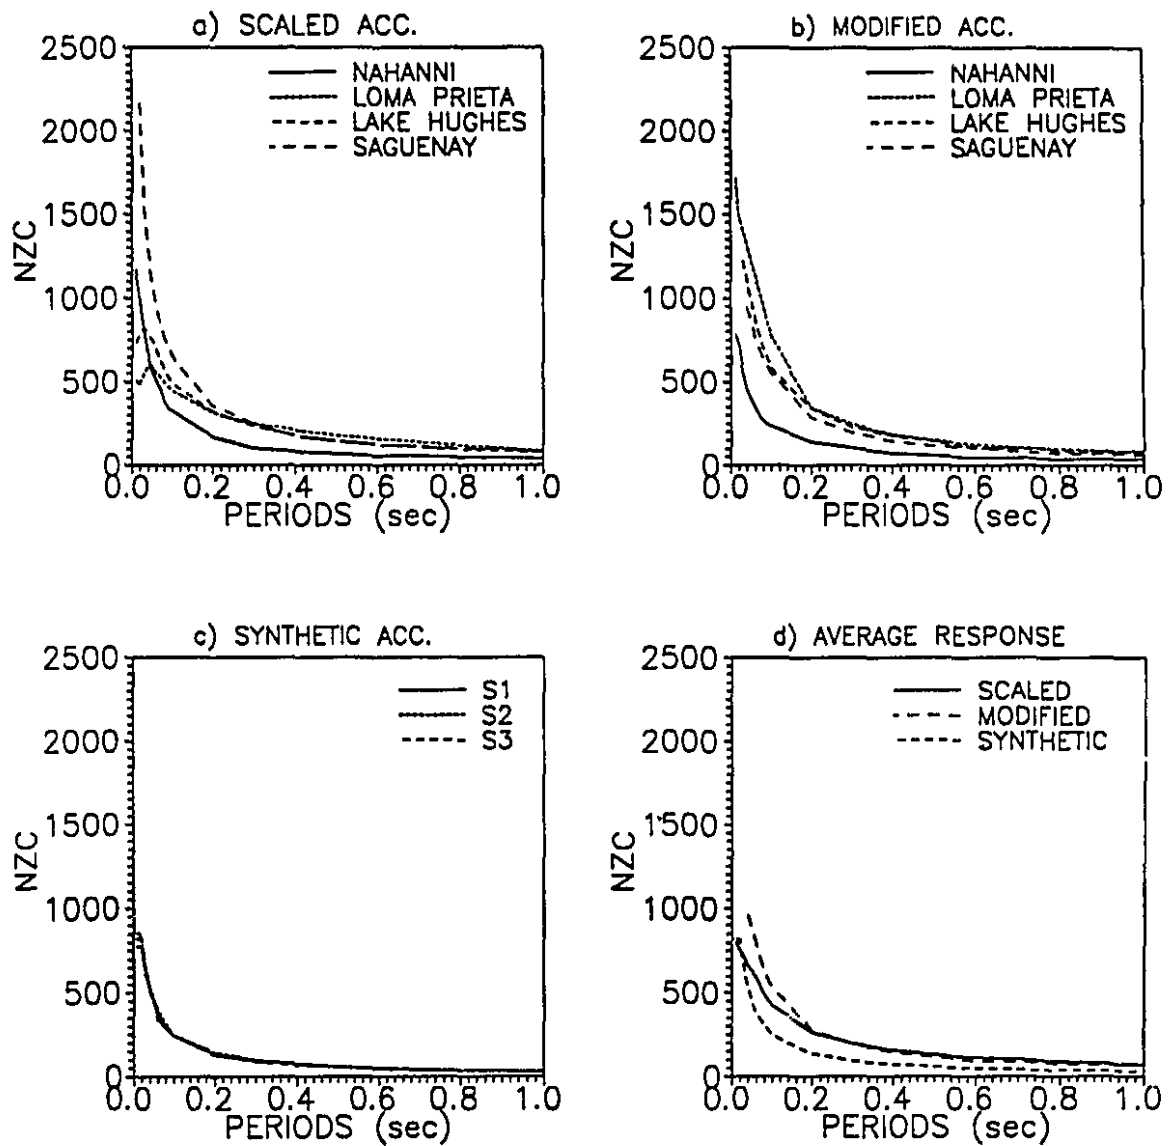 a) SCALED ACC.
2500
2000
1500
1000
500
0
NZC
NAHANNI
LOMA PRIETA
LAKE HUGHES
SAGUENAY
0.0 0.2 0.4 0.6 0.8 1.0
PERIODS (sec)
b) MODIFIED ACC.
2500
2000
1500
1000
500
0
NZC
NAHANNI
LOMA PRIETA
LAKE HUGHES
SAGUENAY
0.0 0.2 0.4 0.6 0.8 1.0
PERIODS (sec)
c) SYNTHETIC ACC.
2500
2000
1500
1000
500
0
NZC
S1
S2
S3
0.0 0.2 0.4 0.6 0.8 1.0
PERIODS (sec)
d) AVERAGE RESPONSE
2500
2000
1500
1000
500
0
NZC
SCALED
MODIFIED
SYNTHETIC
0.0 0.2 0.4 0.6 0.8 1.0
PERIODS (sec)